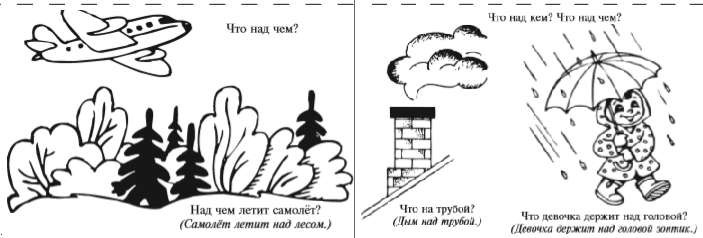 Что над чем?
Над чем летит самолёт?
(Самолёт летит над лесом.)
Что над кем? Что над чем?
Что на трубой?
(Дым над трубой.)
Что девочка держит над головой?
(Девочка держит над головой зонтик.)